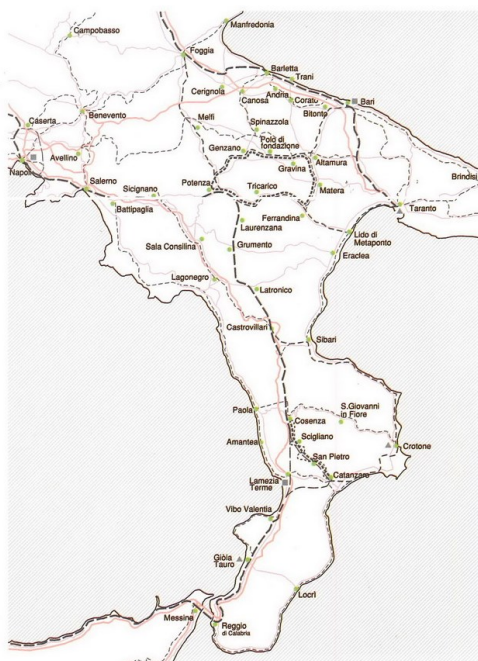 Manfredonia
Campobasso
Foggia
Barletta
Trani
Cerignola
Canosa
Andria
Corato
Bari
Benevento
Bitonto
Caserta
Melfi
Spinazzola
Polo di
fondazione
Avellino
Genzano
Gravina
Altamura
Napoli
Brindisi
Salerno
Sicignano
Potenza
Tricarico
Matera
Battipaglia
Ferrandina
Taranto
Laurenzana
Lido di
Metaponto
Sala Consilina
Grumento
Eraclea
Lagonegro
Latronico
Castrovillari
Sibari
Paola
Cosenza
S.Giovanni
in Fiore
Scigliano
Amantea
Crotone
San Pietro
Catanzaro
Lamezia
Terme
Vibo Valentia
Giòia
Tauro
Locrì
Messina
Reggio
di Calabria